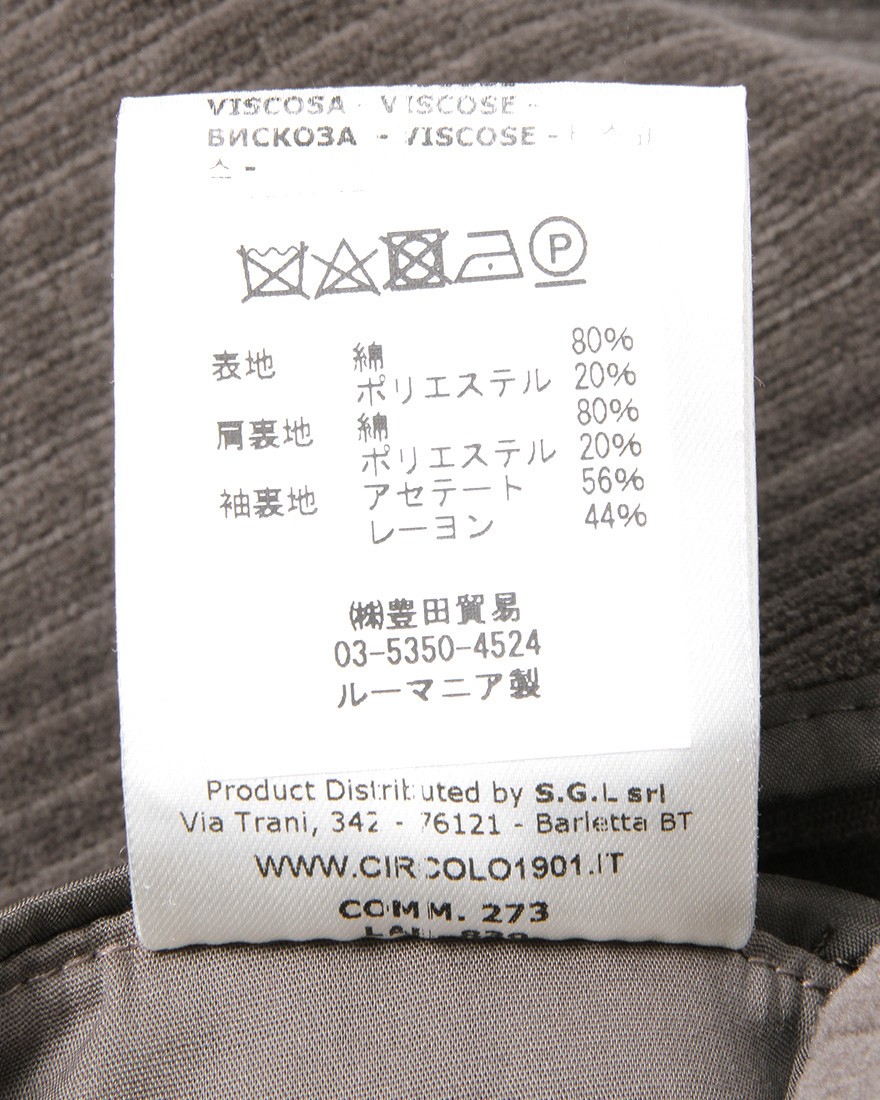 VISCOSA - VISCOSE -
ВИСКОЗА - VISCOSE -
소 -
P
表地 綿 80%
ポリエステル 20%
肩裏地 綿 80%
ポリエステル 20%
袖裏地 アセテート 56%
レーヨン 44%
㈱豊田貿易
03-5350-4524
ルーマニア製
Product Distributed by S.G.L srl
Via Trani, 342 - 76121 - Barletta BT
WWW.CIRCOLO1901.IT
COMM. 273